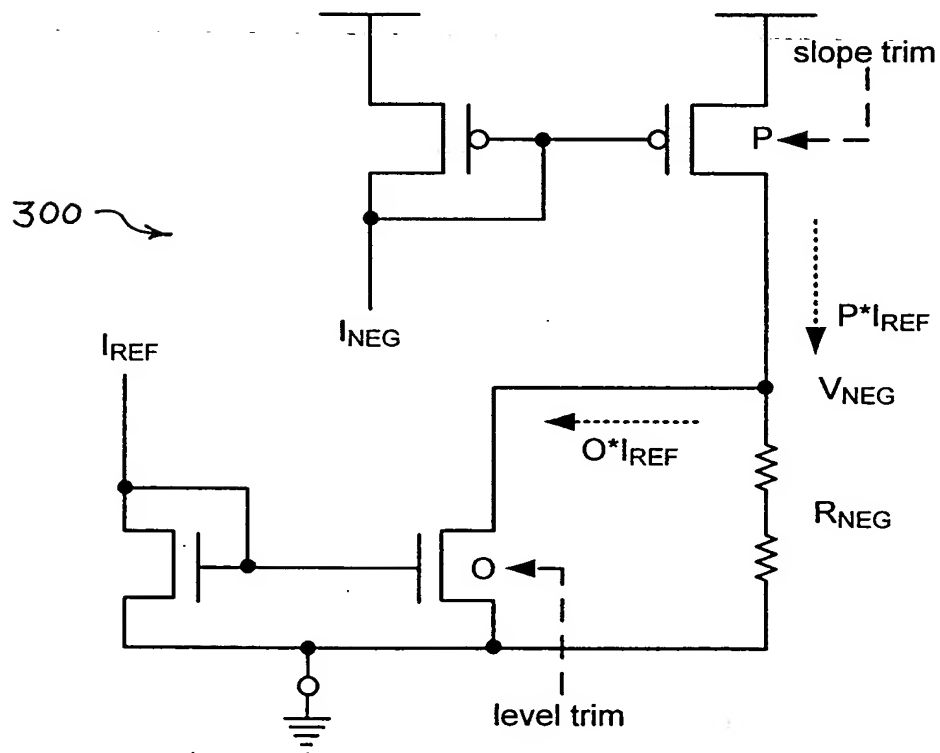 slope trim
P
300
P*IREF
INEG
IREF
VNEG
O*IREF
RNEG
O
level trim